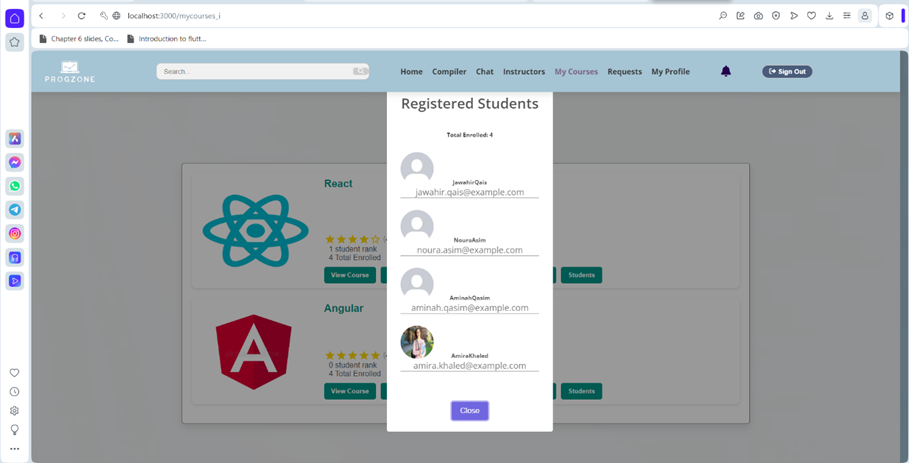 localhost:3000/mycourses_i
Chapter 6 slides, Co... Introduction to flutt...
PROGZONE
Search...
Home Compiler Chat Instructors My Courses Requests My Profile Sign Out
Registered Students
Total Enrolled: 4
JawahirQais
jawahir.qais@example.com
NouraAsim
noura.asim@example.com
AminahQasim
aminah.qasim@example.com
AmiraKhaled
amira.khaled@example.com
Close
React
1 student rank
4 Total Enrolled
View Course Students
Angular
0 student rank
4 Total Enrolled
View Course Students